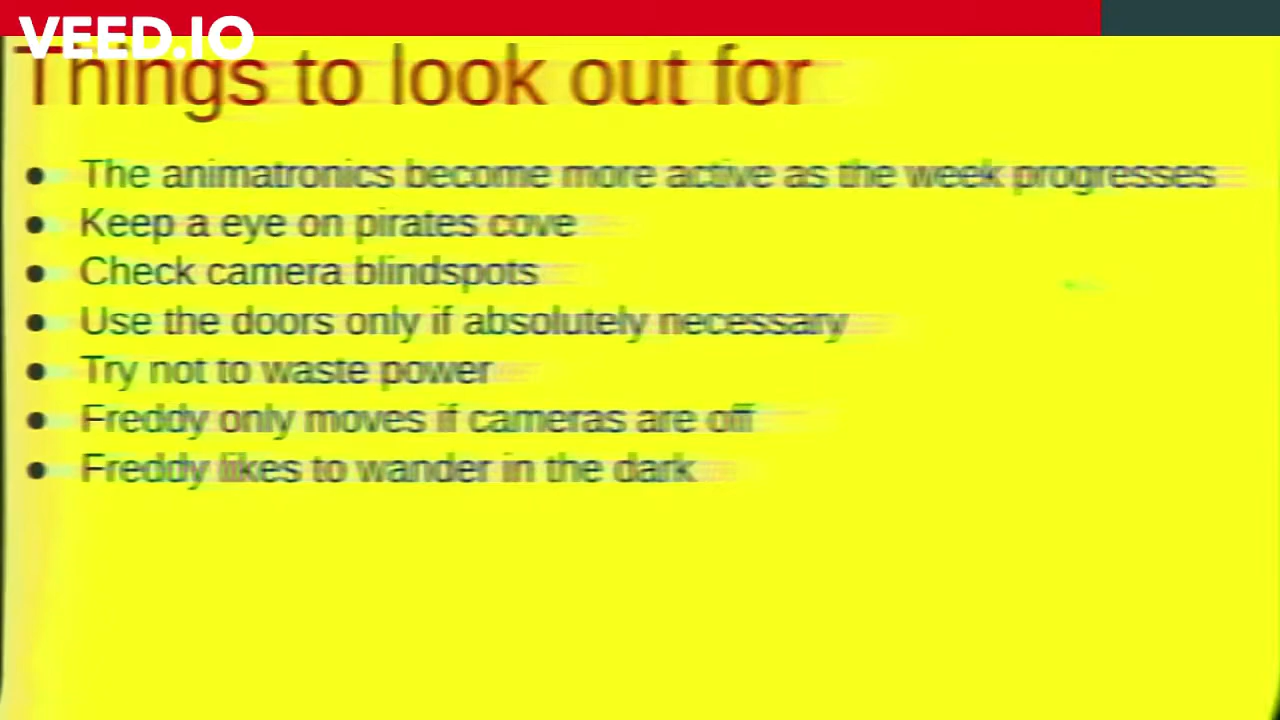 VEED.IO
Things to look out for
● The animatronics become more active as the week progresses
● Keep a eye on pirates cove
● Check camera blindspots
● Use the doors only if absolutely necessary
● Try not to waste power
● Freddy only moves if cameras are off
● Freddy likes to wander in the dark